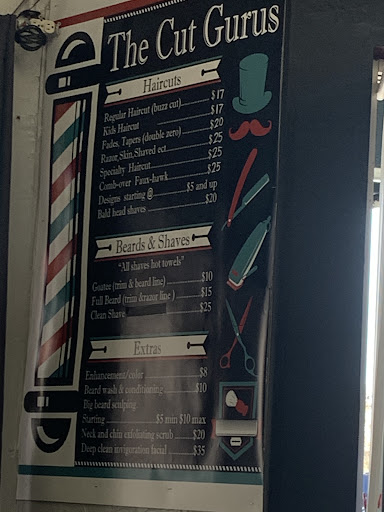 The Cut Gurus
Haircuts
Regular Haircut (buzz cut)..........$17
Kids Haircut..........$17
Fades, Tapers (double zero)..........$20
Razor,Skin,Shaved ect..........$25
Specialty Haircut..........$25
Comb-over Faux-hawk..........$25
Designs starting @..........$5 and up
Bald head shaves..........$20
Beards & Shaves
"All shaves hot towels"
Goatee (trim & beard line)..........$10
Full Beard (trim &razor line )..........$15
Clean Shave..........$25
Extras
Enhancement/color..........$8
Beard wash & conditioning..........$10
Big beard sculping
Starting..........$5 min $10 max
Neck and chin exfoliating scrub..........$20
Deep clean invigoration facial..........$35